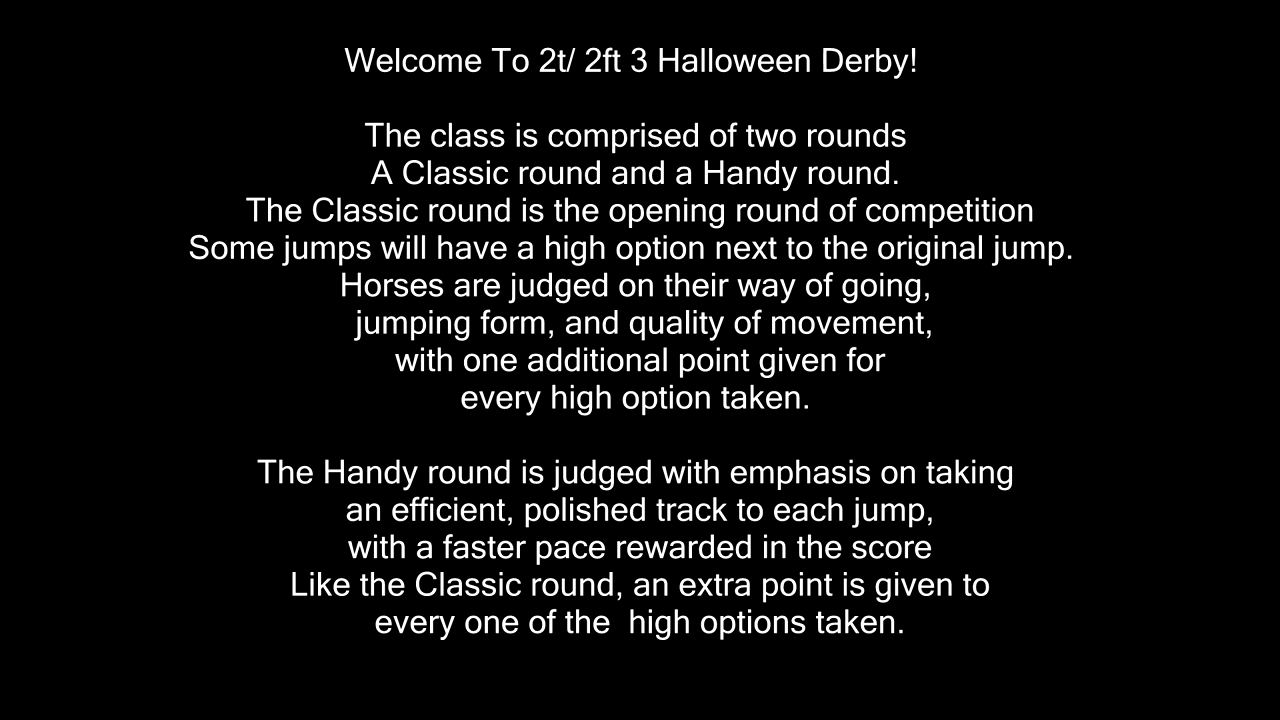 Welcome To 2t/ 2ft 3 Halloween Derby!
The class is comprised of two rounds
A Classic round and a Handy round.
The Classic round is the opening round of competition
Some jumps will have a high option next to the original jump.
Horses are judged on their way of going,
jumping form, and quality of movement,
with one additional point given for
every high option taken.
The Handy round is judged with emphasis on taking
an efficient, polished track to each jump,
with a faster pace rewarded in the score
Like the Classic round, an extra point is given to
every one of the  high options taken.